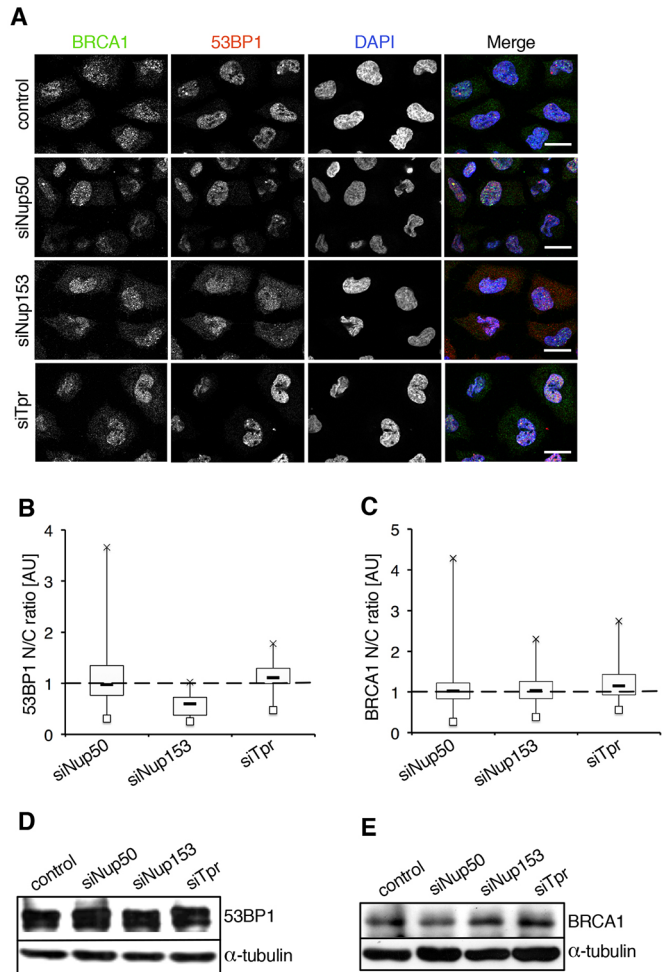 A
BRCA1 53BP1 DAPI Merge
control
siNup50
siNup153
siTpr
B
53BP1 N/C ratio [AU]
4
3
2
1
0
siNup50 siNup153 siTpr
C
BRCA1 N/C ratio [AU]
5
4
3
2
1
0
siNup50 siNup153 siTpr
D
control siNup50 siNup153 siTpr
53BP1
α-tubulin
E
control siNup50 siNup153 siTpr
BRCA1
α-tubulin